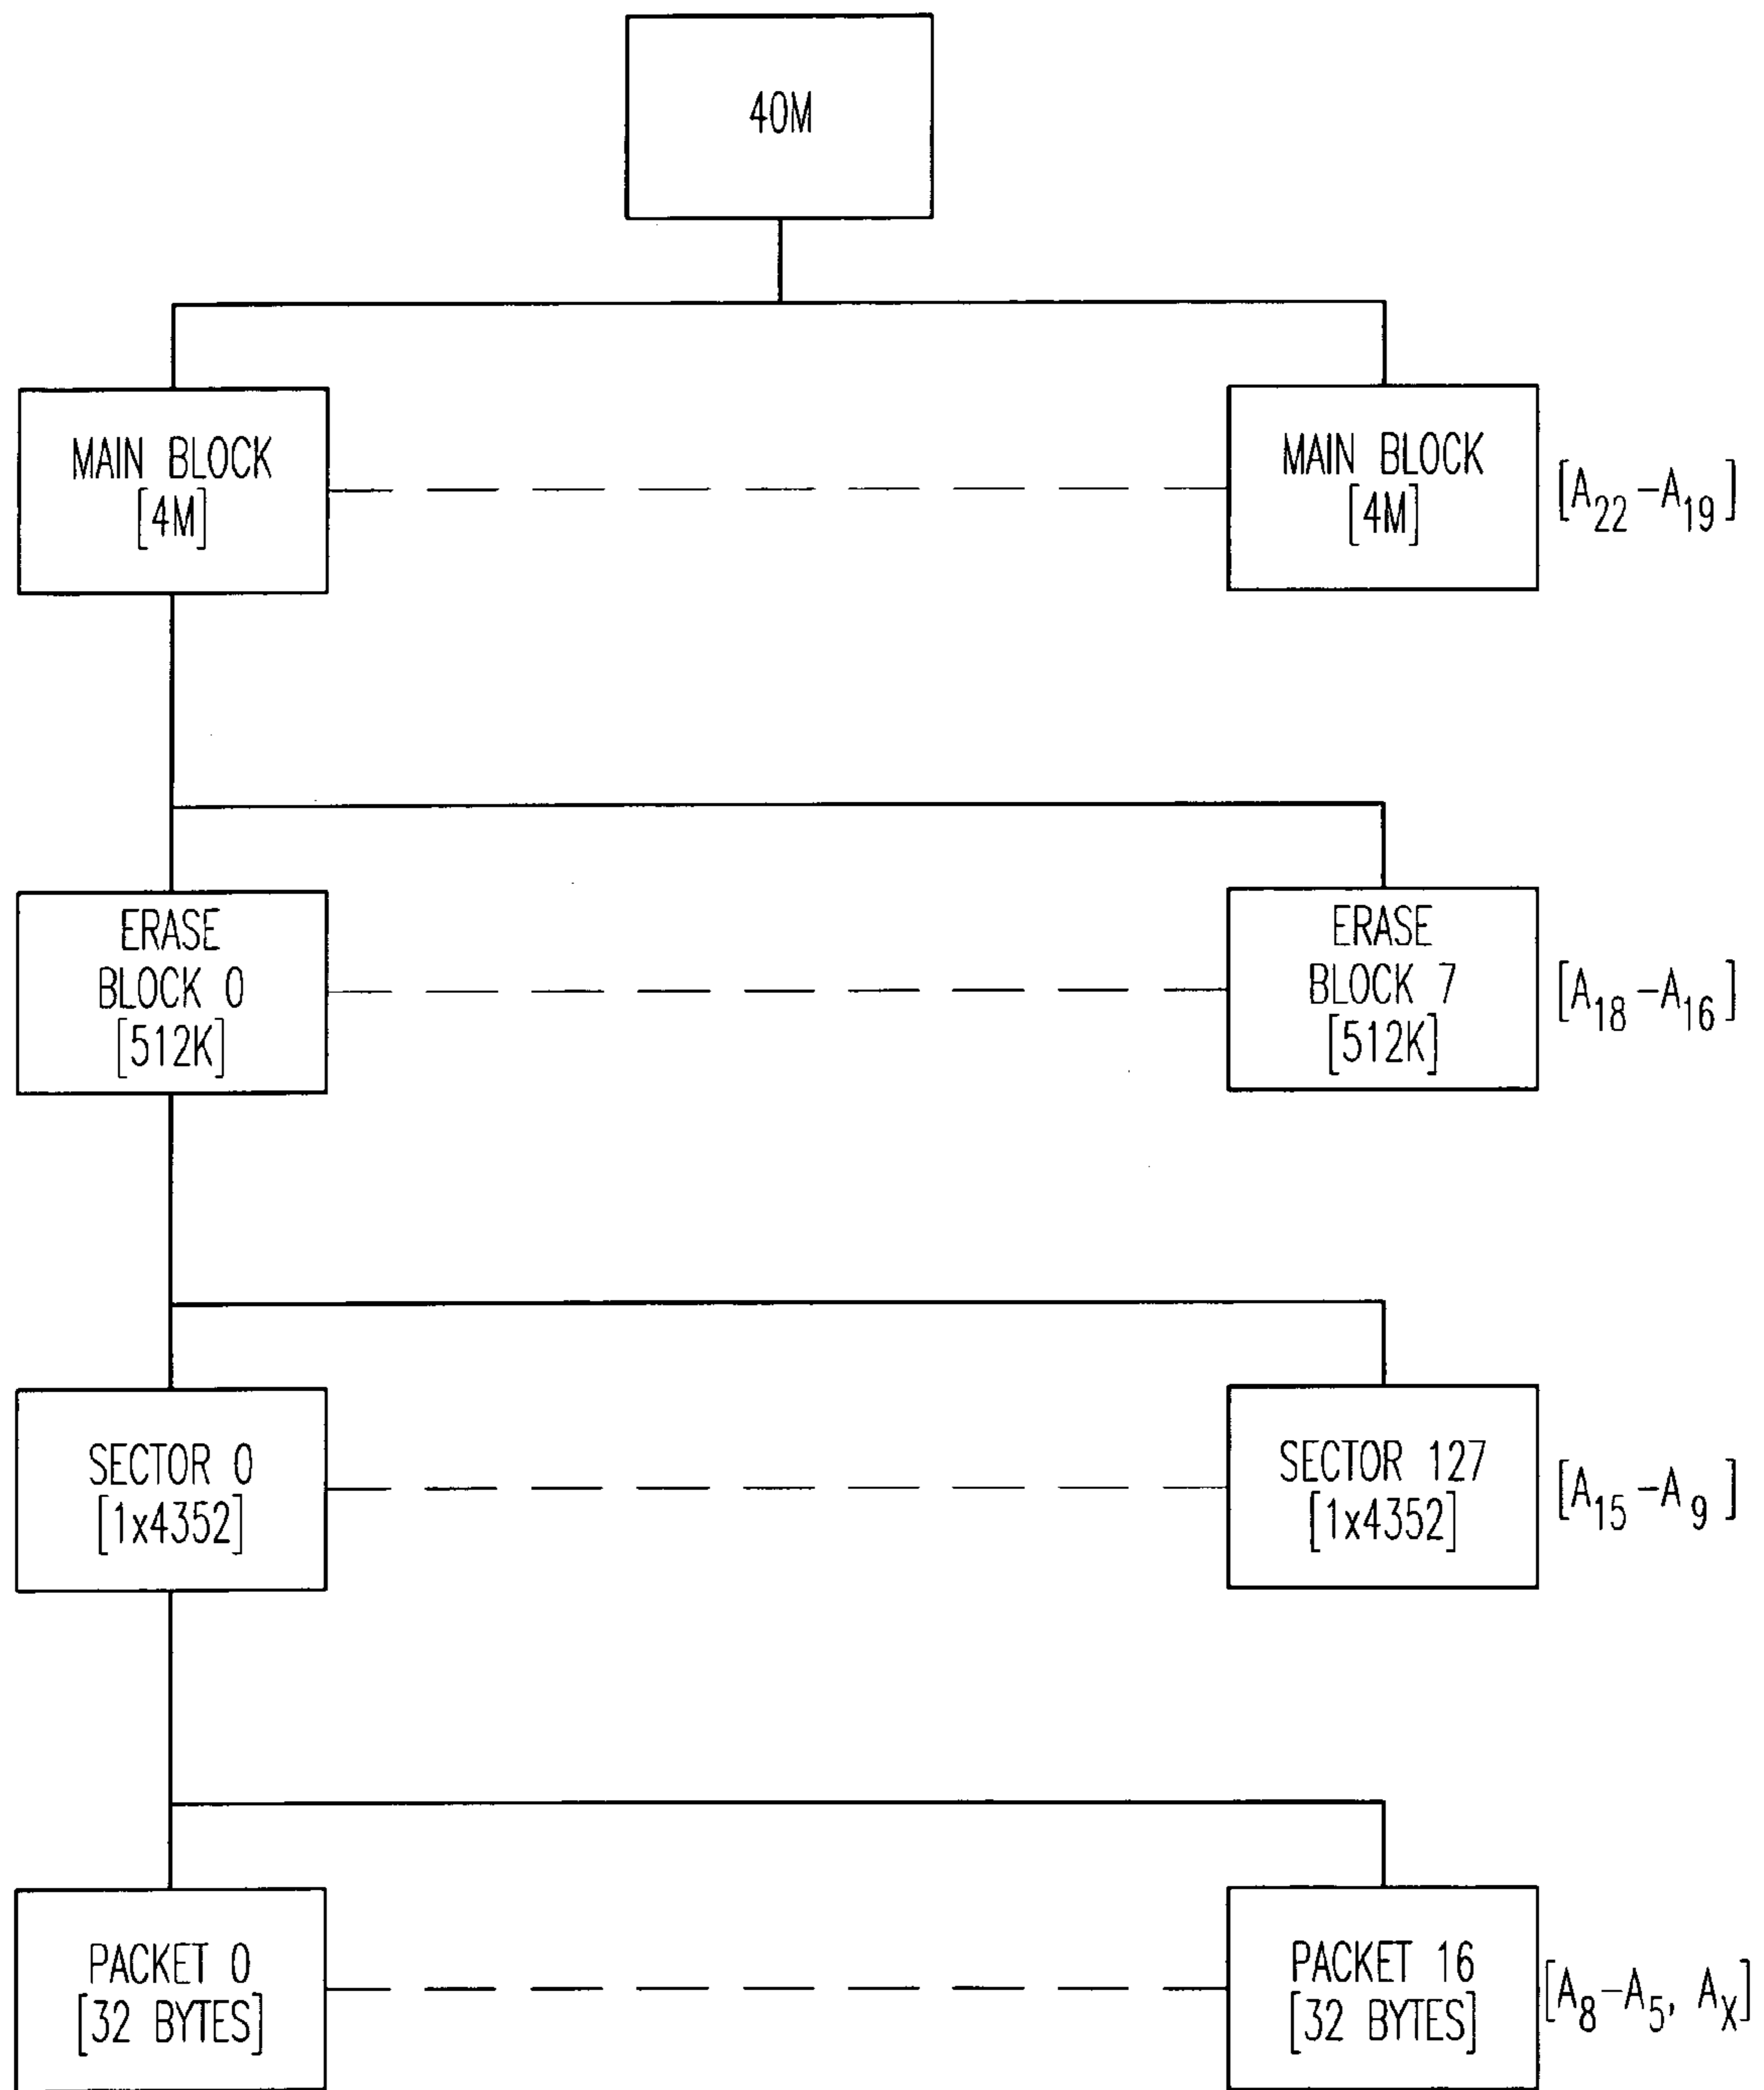 40M
MAIN BLOCK
[4M]
MAIN BLOCK
[4M]
[A22-A19]
ERASE
BLOCK 0
[512K]
ERASE
BLOCK 7
[512K]
[A18-A16]
SECTOR 0
[1x4352]
SECTOR 127
[1x4352]
[A15-A9]
PACKET 0
[32 BYTES]
PACKET 16
[32 BYTES]
[A8-A5, AX]